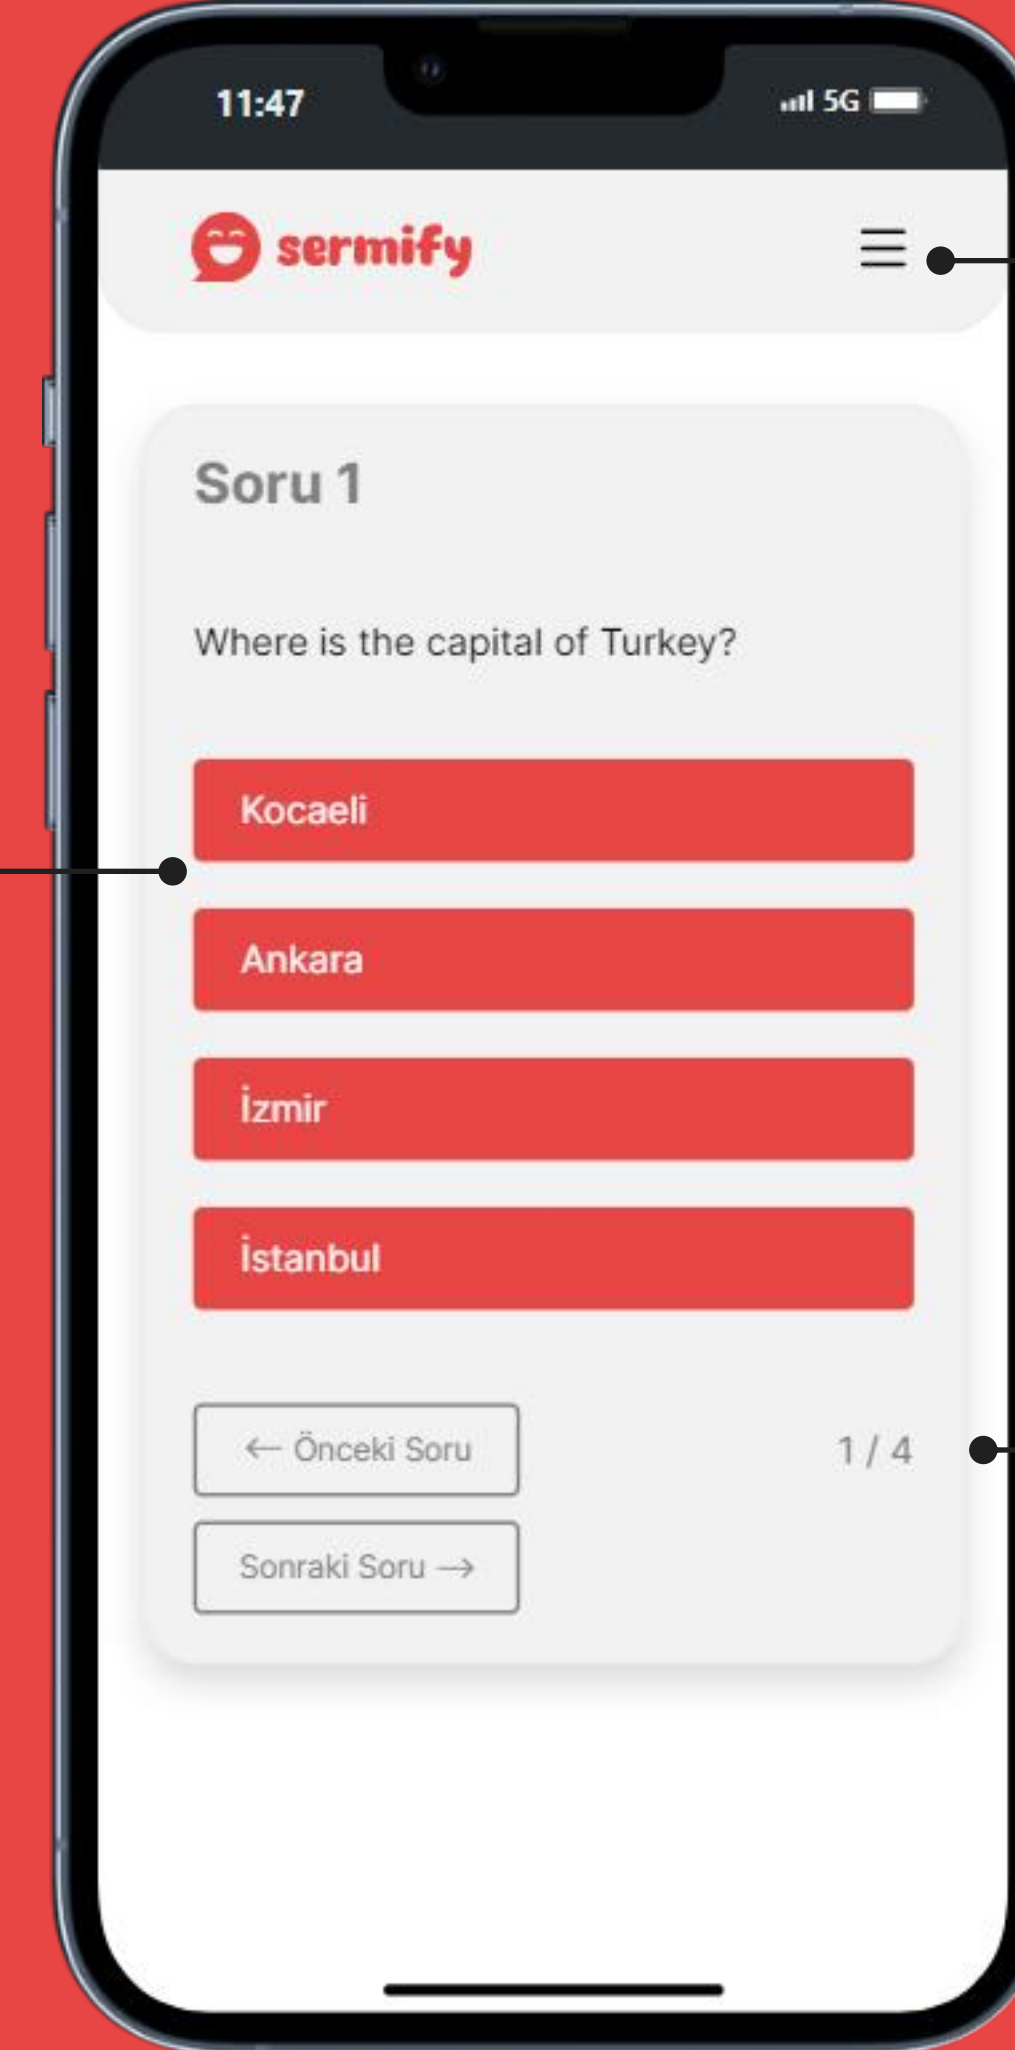 11:47
5G
sermify
Soru 1
Where is the capital of Turkey?
Kocaeli
Ankara
İzmir
İstanbul
← Önceki Soru
1 / 4
Sonraki Soru →